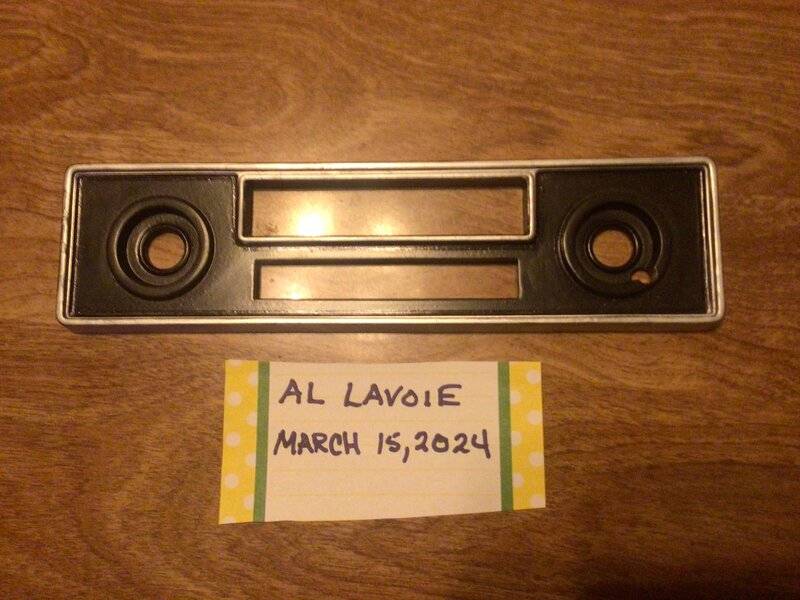 AL LAVOIE
MARCH 15, 2024